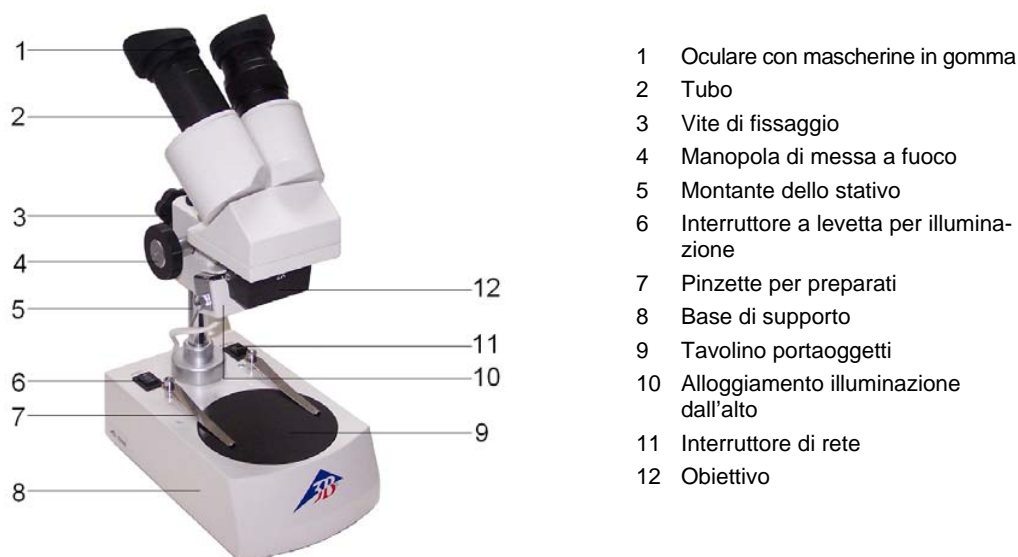 1
2
3
4
5
6
7
8
12
11
10
9
3B
1 Oculare con mascherine in gomma
2 Tubo
3 Vite di fissaggio
4 Manopola di messa a fuoco
5 Montante dello stativo
6 Interruttore a levetta per illumina-
zione
7 Pinzette per preparati
8 Base di supporto
9 Tavolino portaoggetti
10 Alloggiamento illuminazione
dall'alto
11 Interruttore di rete
12 Obiettivo